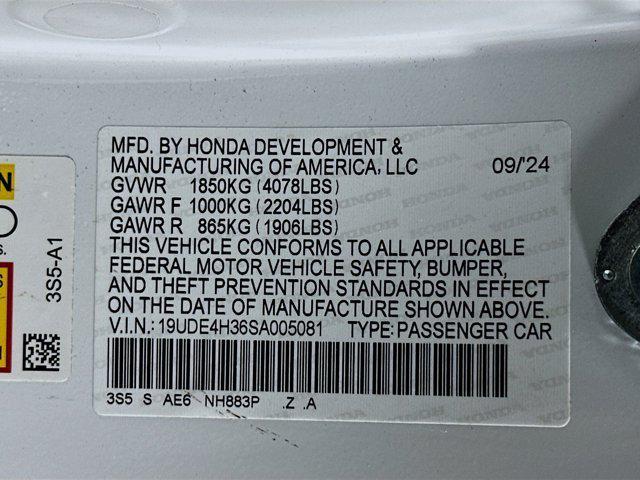 MFD. BY HONDA DEVELOPMENT &
MANUFACTURING OF AMERICA, LLC 09/'24
GVWR 1850KG (4078LBS)
GAWR F 1000KG (2204LBS)
GAWR R 865KG (1906LBS)
THIS VEHICLE CONFORMS TO ALL APPLICABLE
FEDERAL MOTOR VEHICLE SAFETY, BUMPER,
AND THEFT PREVENTION STANDARDS IN EFFECT
ON THE DATE OF MANUFACTURE SHOWN ABOVE.
V.I.N.: 19UDE4H36SA005081 TYPE: PASSENGER CAR
3S5 S AE6 NH883P .Z .A
3S5-A1
HONDA